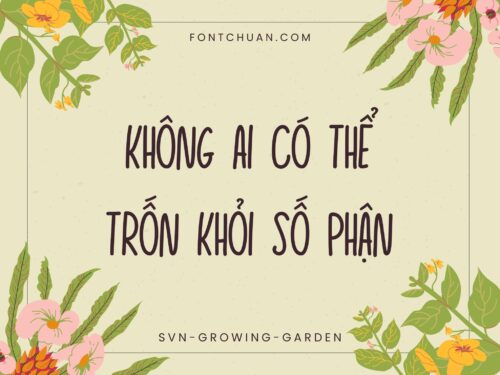 FONTCHUAN.COM
KHÔNG AI CÓ THỂ
TRỐN KHỎI SỐ PHẬN
SVN-GROWING-GARDEN